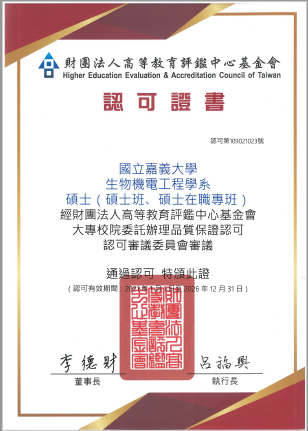 財團法人高等教育評鑑中心基金會
Higher Education Evaluation & Accreditation Council of Taiwan
認可證書
認可第109021023號
國立嘉義大學
生物機電工程學系
碩士（碩士班、碩士在職專班）
經財團法人高等教育評鑑中心基金會
大專校院委託辦理品質保證認可
認可審議委員會審議
通過認可 特頒此證
（認可有效期間：2021年 至 2026年12月31日）
李德財
呂福興
董事長
執行長